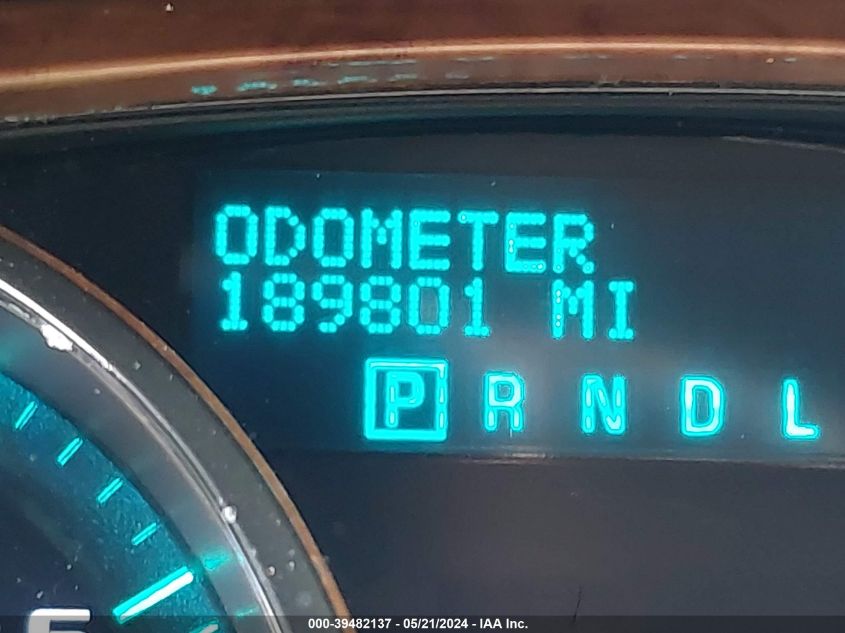 ODOMETER
189801 MI
P R N D L
000-39482137 - 05/21/2024 - IAA Inc.